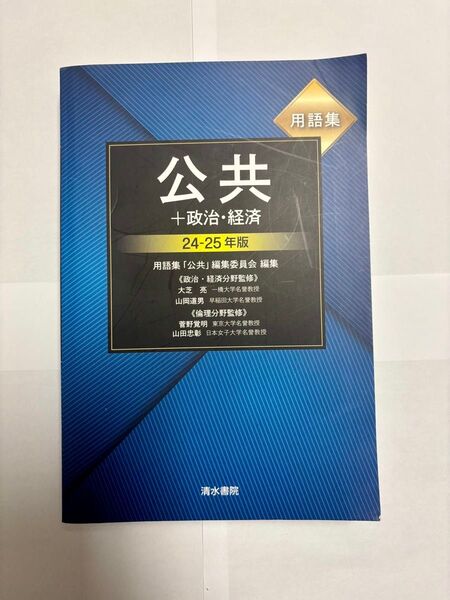 用語集
公共
＋政治・経済
24-25年版
用語集「公共」編集委員会 編集
《政治・経済分野監修》
大芝 亮 一橋大学名誉教授
山岡道男 早稲田大学名誉教授
《倫理分野監修》
菅野覚明 東京大学名誉教授
山田忠彰 日本女子大学名誉教授
清水書院